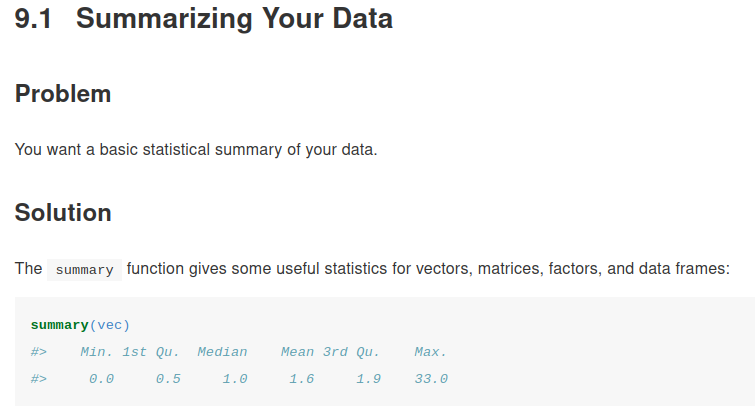 9.1 Summarizing Your Data
Problem
You want a basic statistical summary of your data.
Solution
The summary function gives some useful statistics for vectors, matrices, factors, and data frames:
summary(vec)
#>    Min. 1st Qu.  Median    Mean 3rd Qu.    Max.
#>     0.0     0.5     1.0     1.6     1.9    33.0